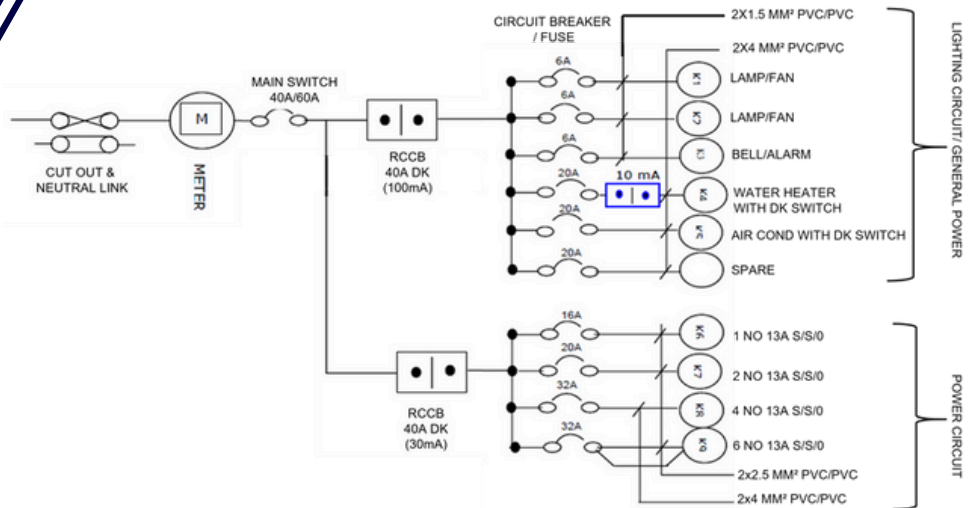 CIRCUIT BREAKER
/ FUSE
2X1.5 MM² PVC/PVC
2X4 MM² PVC/PVC
MAIN SWITCH
40A/60A
M
METER
CUT OUT &
NEUTRAL LINK
RCCB
40A DK
(100mA)
6A
K1
LAMP/FAN
6A
LAMP/FAN
6A
BELL/ALARM
20A
10 mA
K4
WATER HEATER
WITH DK SWITCH
20A
K5
AIR COND WITH DK SWITCH
20A
SPARE
LIGHTING CIRCUIT/ GENERAL POWER
RCCB
40A DK
(30mA)
16A
K6
1 NO 13A S/S/0
20A
K7
2 NO 13A S/S/0
32A
K8
4 NO 13A S/S/0
32A
K9
6 NO 13A S/S/0
2x2.5 MM² PVC/PVC
2x4 MM² PVC/PVC
POWER CIRCUIT